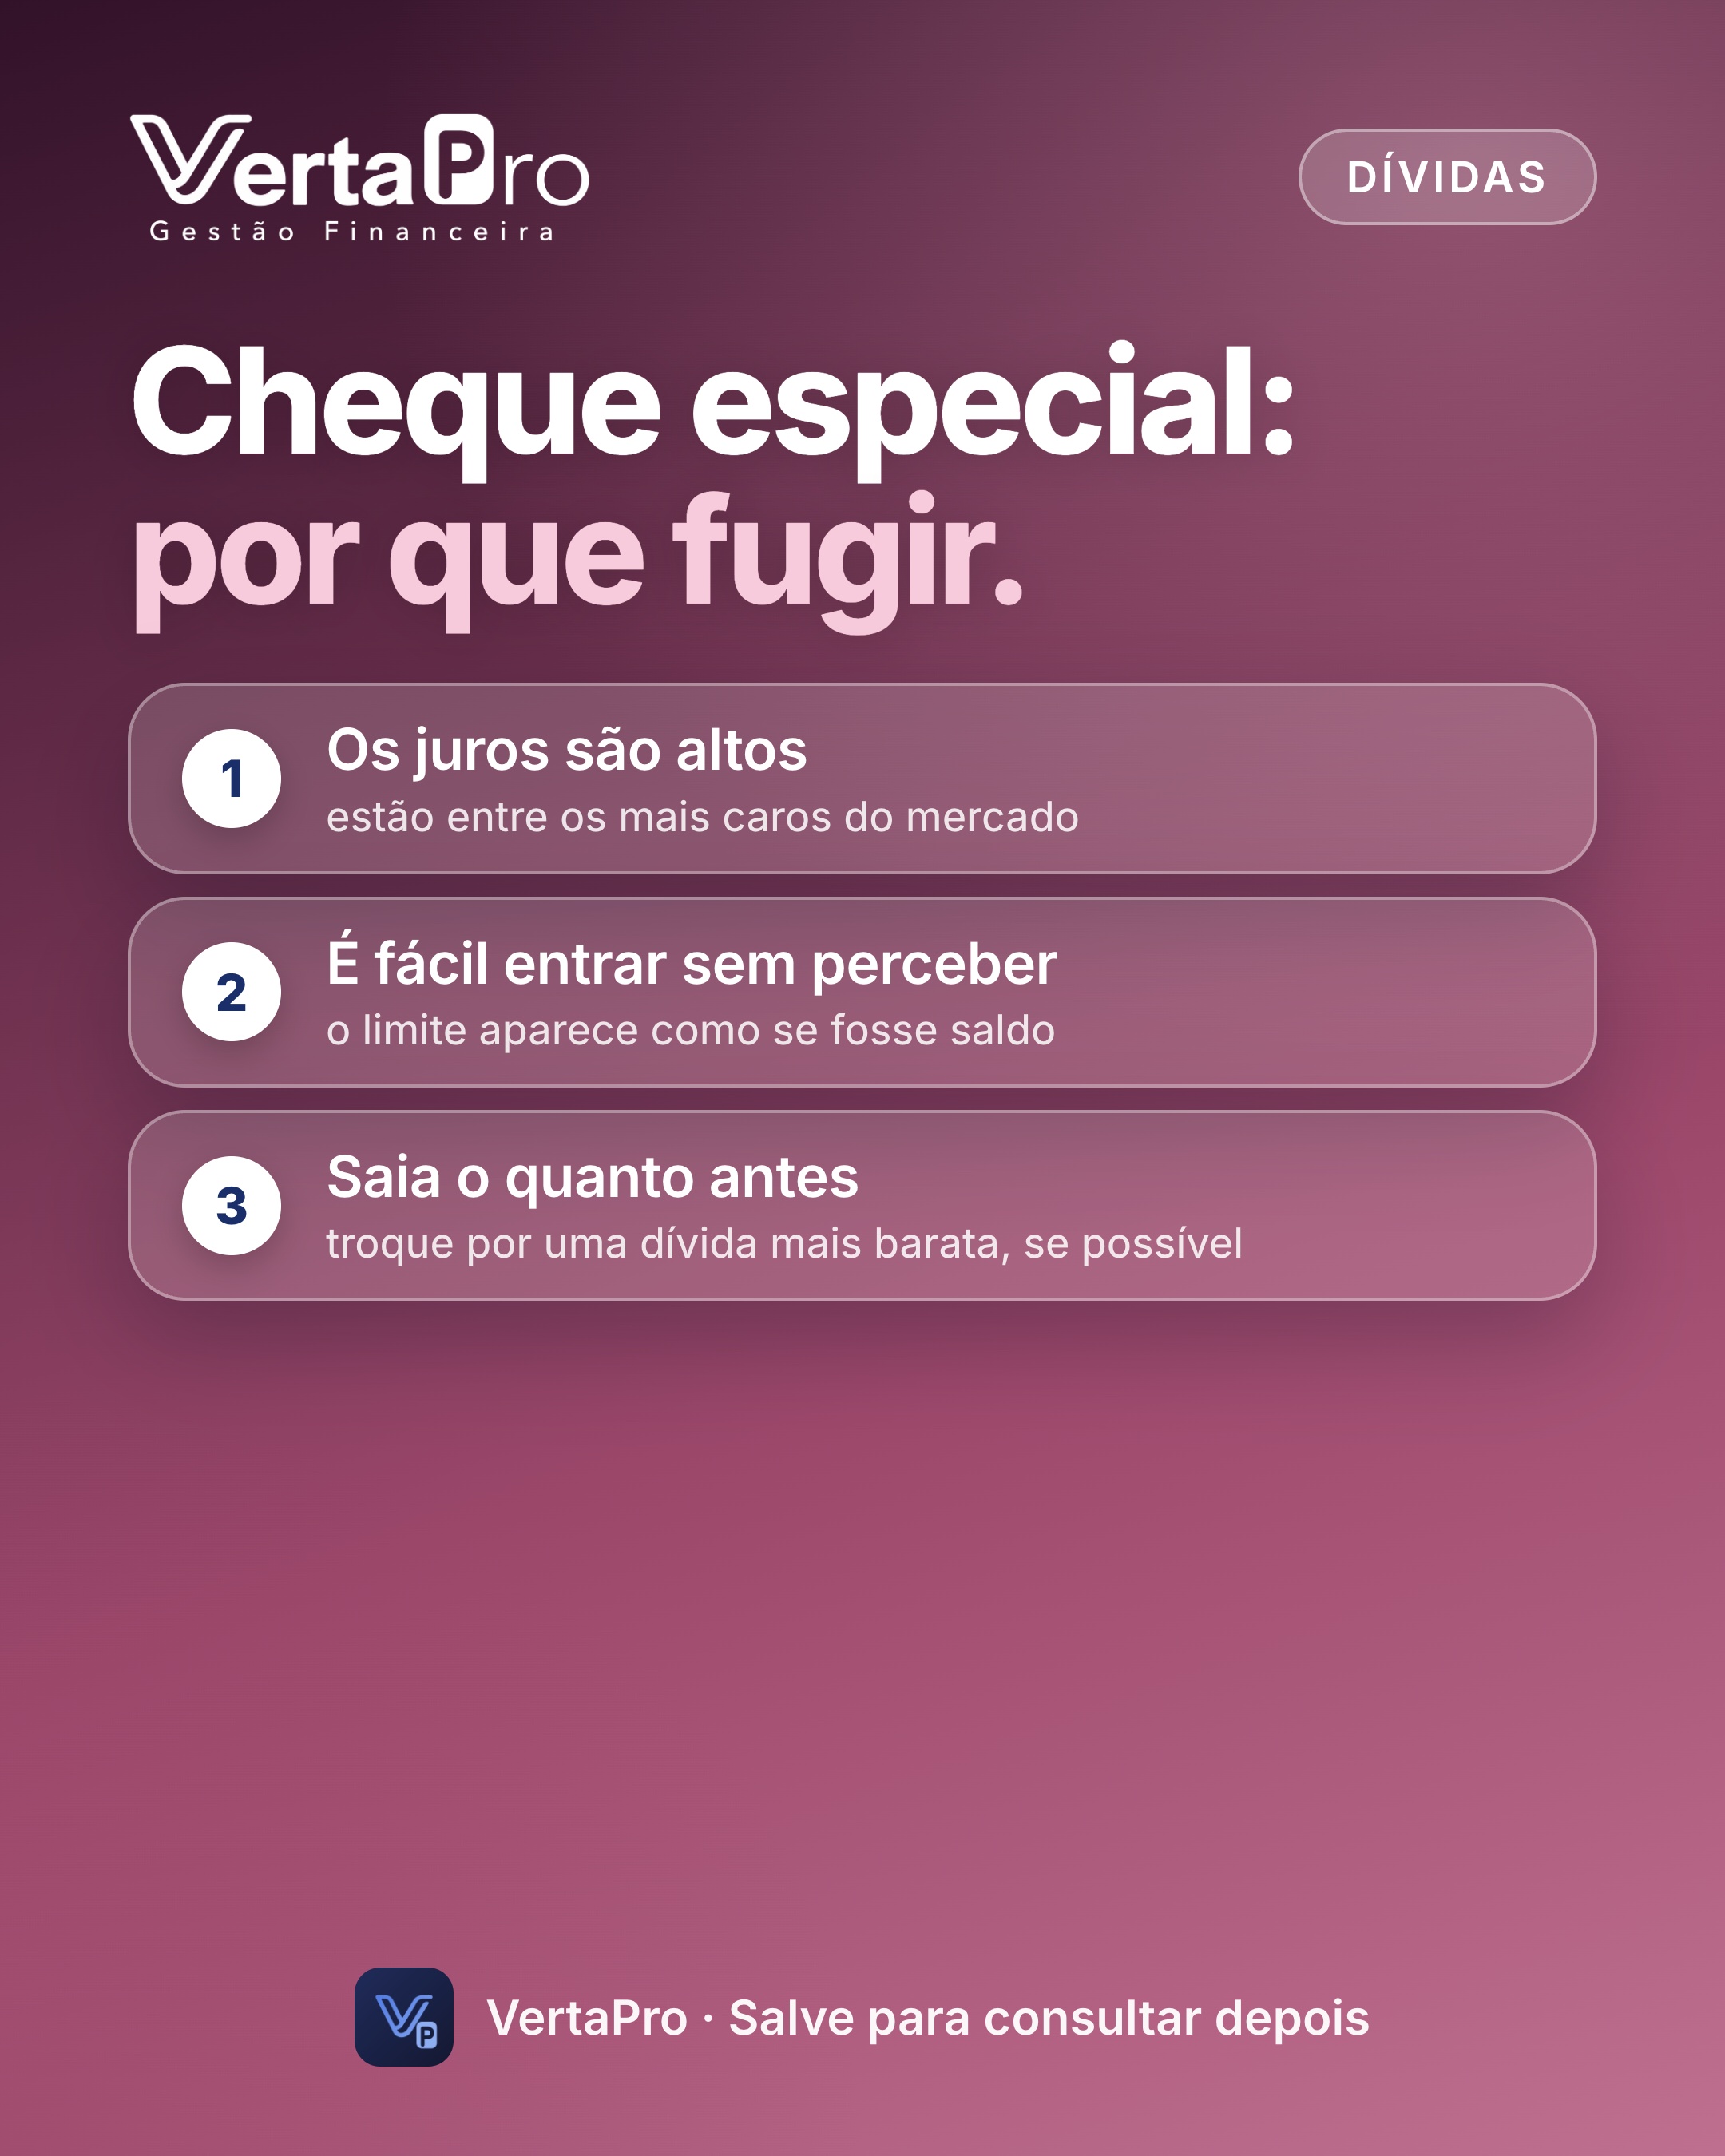 VertaPro
Gestão Financeira
DÍVIDAS
Cheque especial:
por que fugir.
1
Os juros são altos
estão entre os mais caros do mercado
2
É fácil entrar sem perceber
o limite aparece como se fosse saldo
3
Saia o quanto antes
troque por uma dívida mais barata, se possível
VP
VertaPro · Salve para consultar depois